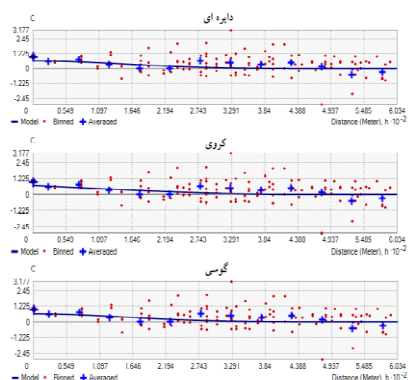 دایره ای
C
3.177
2.45
1.225
0
-1.225
-2.45
0 0.549 1.097 1.646 2.194 2.743 3.291 3.84 4.388 4.937 5.485 6.034
Model Binned Averaged Distance (Meter), h ·10⁻²
کروی
C
3.177
2.45
1.225
0
-1.225
-2.45
0 0.549 1.097 1.646 2.194 2.743 3.291 3.84 4.388 4.937 5.485 6.034
Model Binned Averaged Distance (Meter), h ·10⁻²
گوسی
C
3.177
2.45
1.225
0
-1.225
-2.45
0 0.549 1.097 1.646 2.194 2.743 3.291 3.84 4.388 4.937 5.485 6.034
Model Binned Averaged Distance (Meter), h ·10⁻²